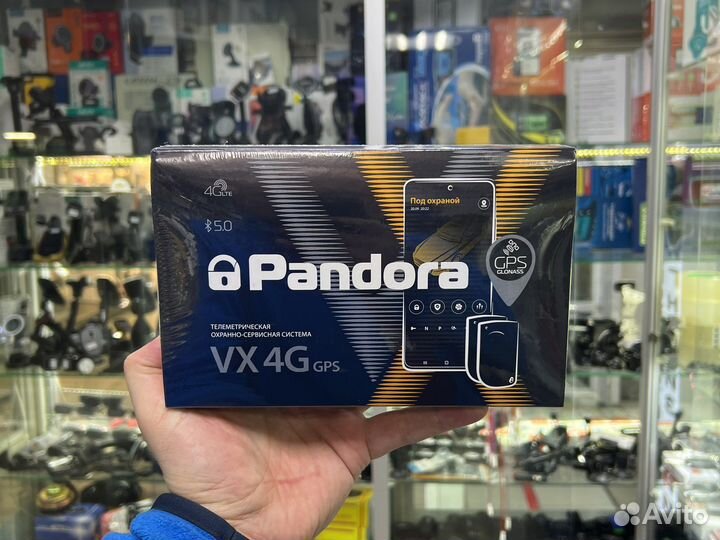 4G LTE
5.0
Pandora
ТЕЛЕМЕТРИЧЕСКАЯ
ОХРАННО-СЕРВИСНАЯ СИСТЕМА
VX 4G GPS
Под охраной
N P
GPS
GLONASS
Avito